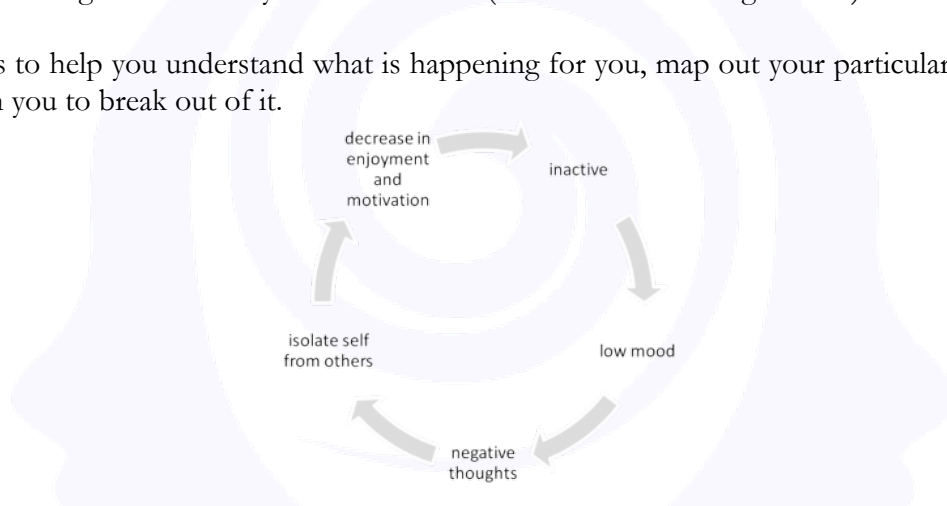 s to help you understand what is happening for you, map out your particular
you to break out of it.
decrease in
enjoyment
and
motivation
inactive
low mood
negative
thoughts
isolate self
from others